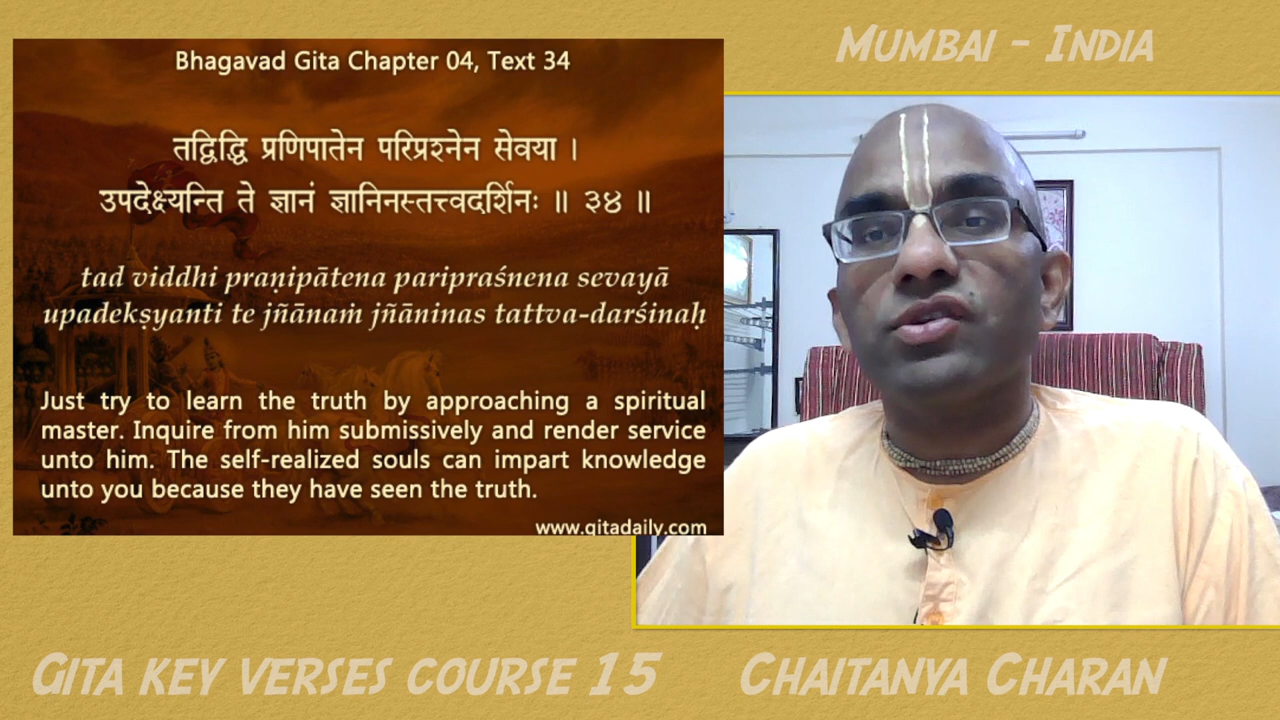 Mumbai - India
Bhagavad Gita Chapter 04, Text 34
तद्विद्धि प्रणिपातेन परिप्रश्नेन सेवया ।
उपदेक्ष्यन्ति ते ज्ञानं ज्ञानिनस्तत्त्वदर्शिनः ॥ ३४ ॥
tad viddhi praṇipātena paripraśnena sevayā
upadekṣyanti te jñānaṁ jñāninas tattva-darśinaḥ
Just try to learn the truth by approaching a spiritual
master. Inquire from him submissively and render service
unto him. The self-realized souls can impart knowledge
unto you because they have seen the truth.
www.gitadaily.com
Gita key verses course 15
Chaitanya Charan